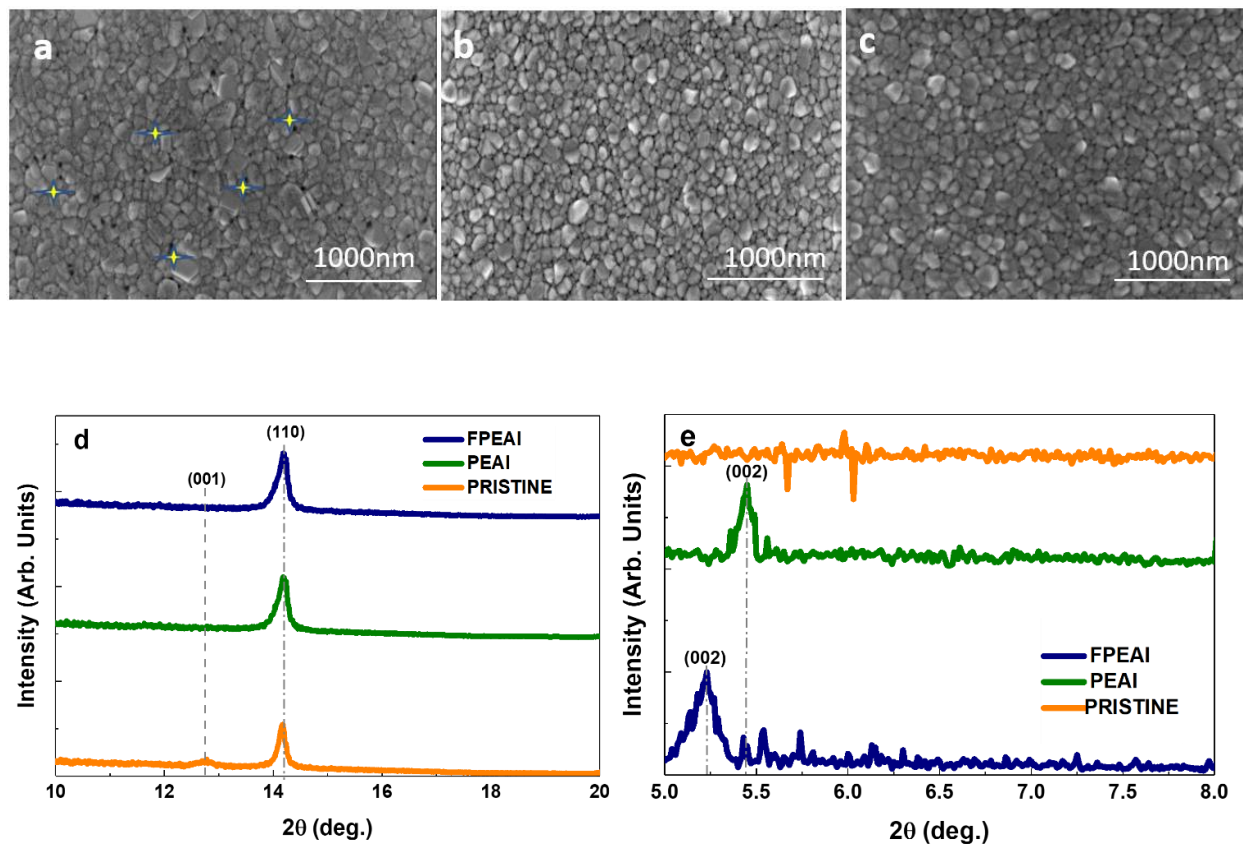 a
1000nm
b
1000nm
c
1000nm
d
(110)
FPEAI
PEAI
PRISTINE
(001)
Intensity (Arb. Units)
10 12 14 16 18 20
2θ (deg.)
e
(002)
(002)
FPEAI
PEAI
PRISTINE
Intensity (Arb. Units)
5.0 5.5 6.0 6.5 7.0 7.5 8.0
2θ (deg.)